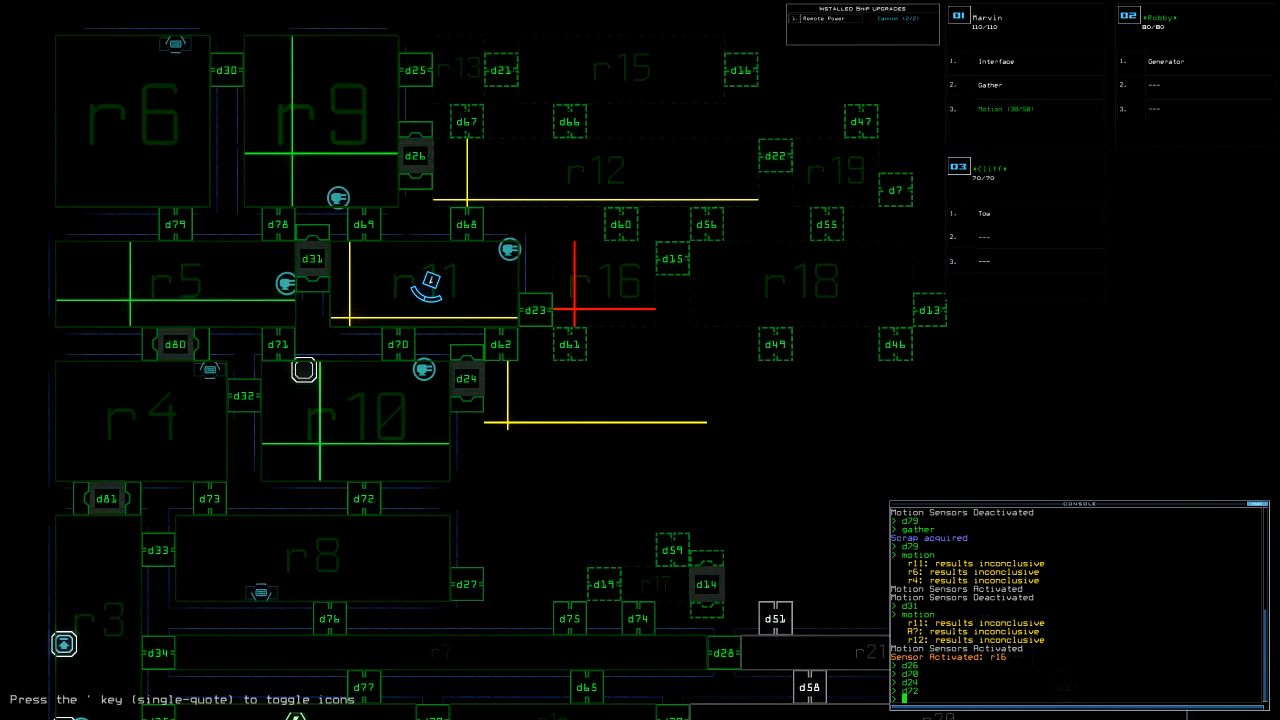 INSTALLED SHIP UPGRADES
1. Remote Power Cannon (2/2)
01 Marvin
110/110
1. Interface
2. Gather
3. Motion (38/50)
02 *Robby*
80/80
1. Generator
2. ---
3. ---
03 *Cliff*
70/70
1. Tow
2. ---
3. ---
r6
d30
r9
d25
r13
d21
r15
d16
d67
d66
d47
d26
r12
d22
r19
d7
d79
d78
d69
d68
d60
d56
d55
r5
d31
r11
r16
d15
r18
d23
d13
d80
d71
d70
d62
d61
d49
d46
r4
d32
r10
d24
d81
d73
d72
r3
d33
r8
d27
d59
d19
r17
d14
d76
d75
d74
d51
d34
r7
d28
r21
d77
d65
d58
CONSOLE
Motion Sensors Deactivated
> d79
> gather
Scrap acquired
> d79
> motion
r11: results inconclusive
r6: results inconclusive
r4: results inconclusive
Motion Sensors Activated
Motion Sensors Deactivated
> d31
> motion
r11: results inconclusive
A?: results inconclusive
r12: results inconclusive
Motion Sensors Activated
Sensor Activated: r16
> d26
> d70
> d24
> d72
>
Press the ' key (single-quote) to toggle icons